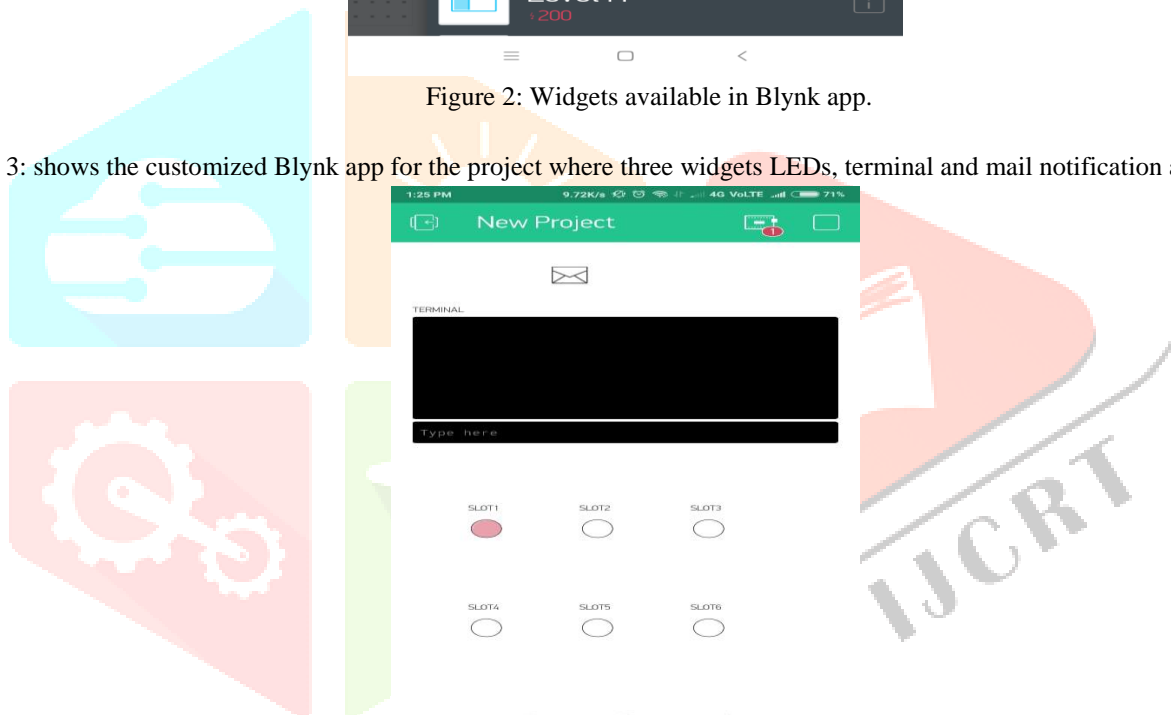 200
Figure 2: Widgets available in Blynk app.
3: shows the customized Blynk app for the project where three widgets LEDs, terminal and mail notification
1:25 PM 9.72K/s 4G VoLTE 71%
New Project
1
TERMINAL
Type here
SLOT1 SLOT2 SLOT3
SLOT4 SLOT5 SLOT6
IJCRT